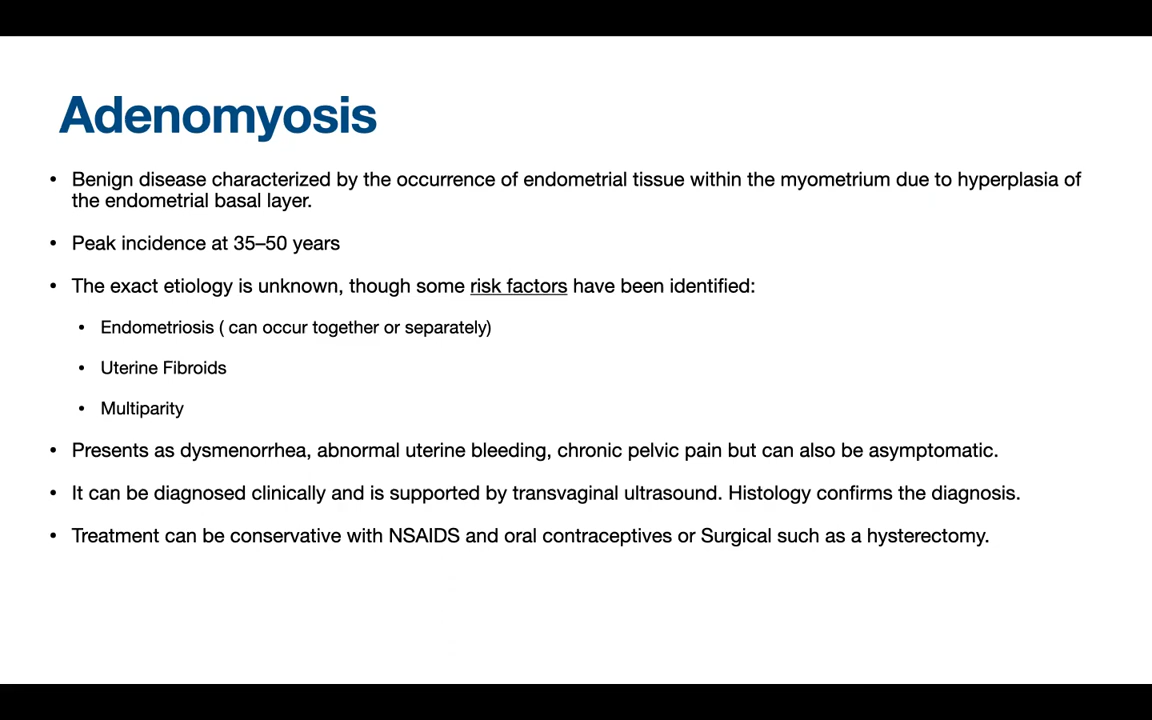 Adenomyosis
• Benign disease characterized by the occurrence of endometrial tissue within the myometrium due to hyperplasia of
the endometrial basal layer.
• Peak incidence at 35–50 years
• The exact etiology is unknown, though some risk factors have been identified:
• Endometriosis ( can occur together or separately)
• Uterine Fibroids
• Multiparity
• Presents as dysmenorrhea, abnormal uterine bleeding, chronic pelvic pain but can also be asymptomatic.
• It can be diagnosed clinically and is supported by transvaginal ultrasound. Histology confirms the diagnosis.
• Treatment can be conservative with NSAIDS and oral contraceptives or Surgical such as a hysterectomy.